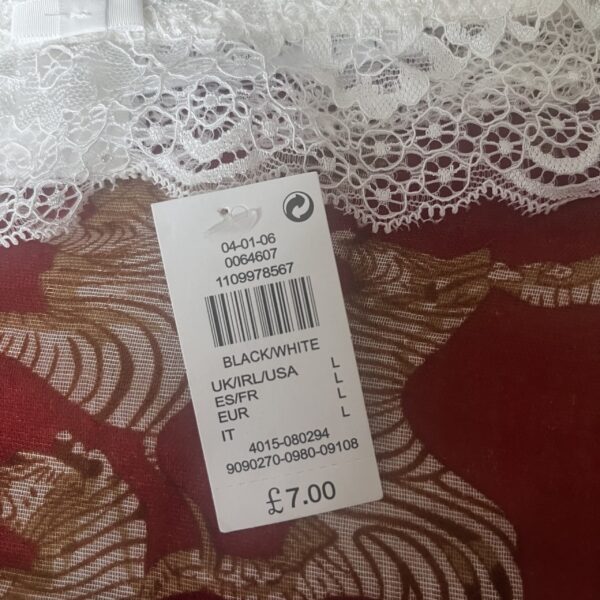 04-01-06
0064607
1109978567
BLACK/WHITE
UK/IRL/USA L
ES/FR L
EUR L
IT L
4015-080294
9090270-0980-09108
£7.00